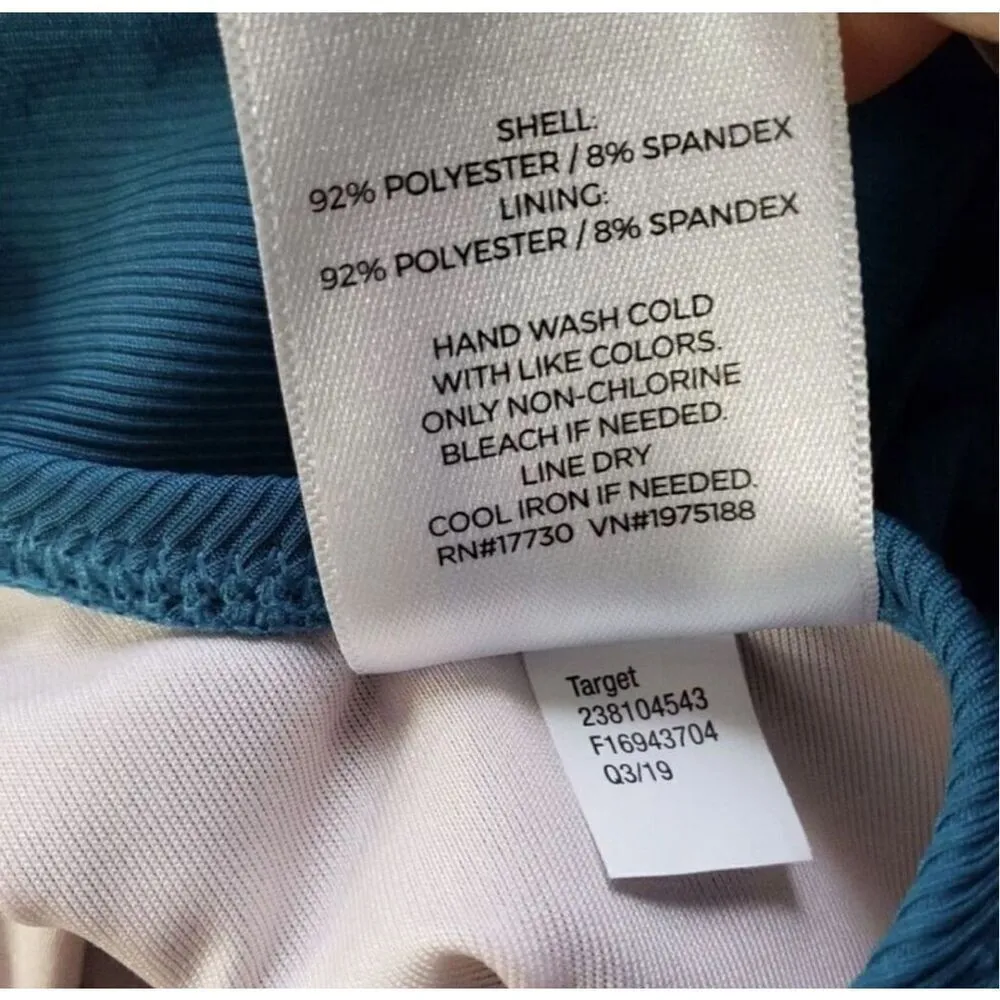 SHELL:
92% POLYESTER / 8% SPANDEX
LINING:
92% POLYESTER / 8% SPANDEX
HAND WASH COLD
WITH LIKE COLORS.
ONLY NON-CHLORINE
BLEACH IF NEEDED.
LINE DRY
COOL IRON IF NEEDED.
RN#17730 VN#1975188
Target
238104543
F16943704
Q3/19